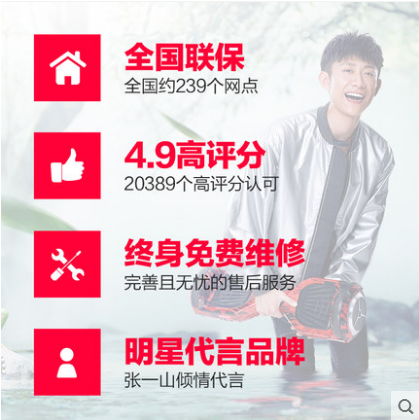 全国联保
全国约239个网点
4.9高评分
20389个高评分认可
终身免费维修
完善且无忧的售后服务
明星代言品牌
张一山倾情代言